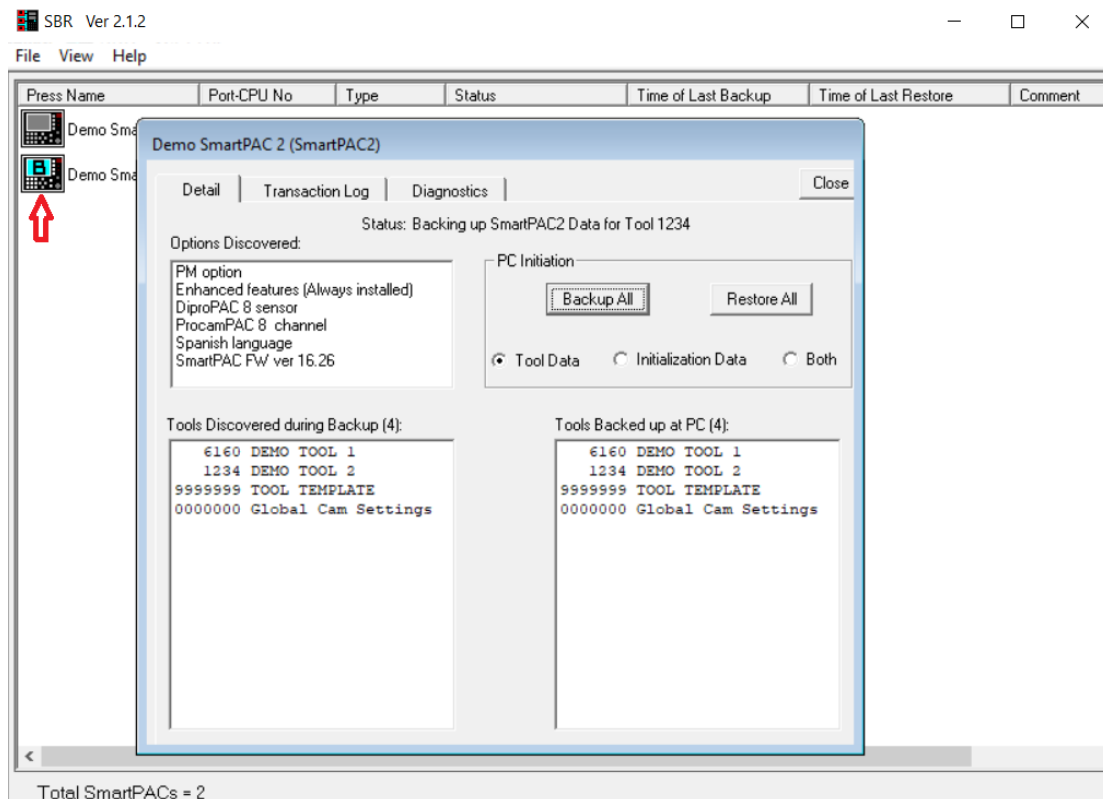 SBR Ver 2.1.2
File View Help
Press Name Port-CPU No Type Status Time of Last Backup Time of Last Restore Comment
Demo Sma
B Demo Sma
Demo SmartPAC 2 (SmartPAC2)
Detail Transaction Log Diagnostics Close
Status: Backing up SmartPAC2 Data for Tool 1234
Options Discovered:
PM option
Enhanced features (Always installed)
DiproPAC 8 sensor
ProcamPAC 8 channel
Spanish language
SmartPAC FW ver 16.26
PC Initiation
Backup All Restore All
Tool Data Initialization Data Both
Tools Discovered during Backup (4):
6160 DEMO TOOL 1
1234 DEMO TOOL 2
9999999 TOOL TEMPLATE
0000000 Global Cam Settings
Tools Backed up at PC (4):
6160 DEMO TOOL 1
1234 DEMO TOOL 2
9999999 TOOL TEMPLATE
0000000 Global Cam Settings
Total SmartPACs = 2